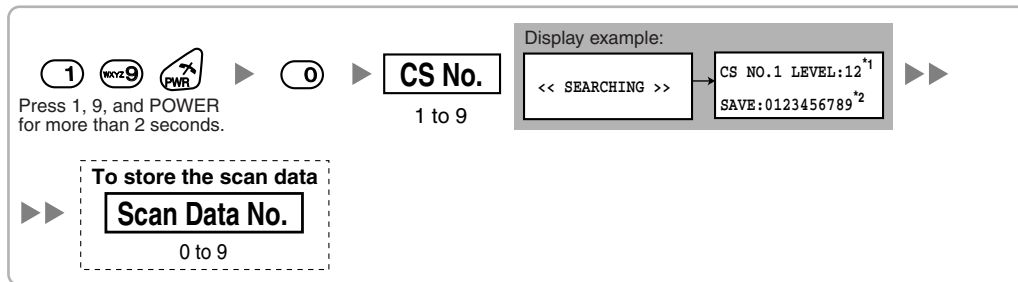 Display example:
1) wxyz9 PWR 0 CS No.
<< SEARCHING >>
CS NO.1 LEVEL:12*1
SAVE:0123456789*2
Press 1, 9, and POWER
for more than 2 seconds.
1 to 9
To store the scan data
Scan Data No.
0 to 9